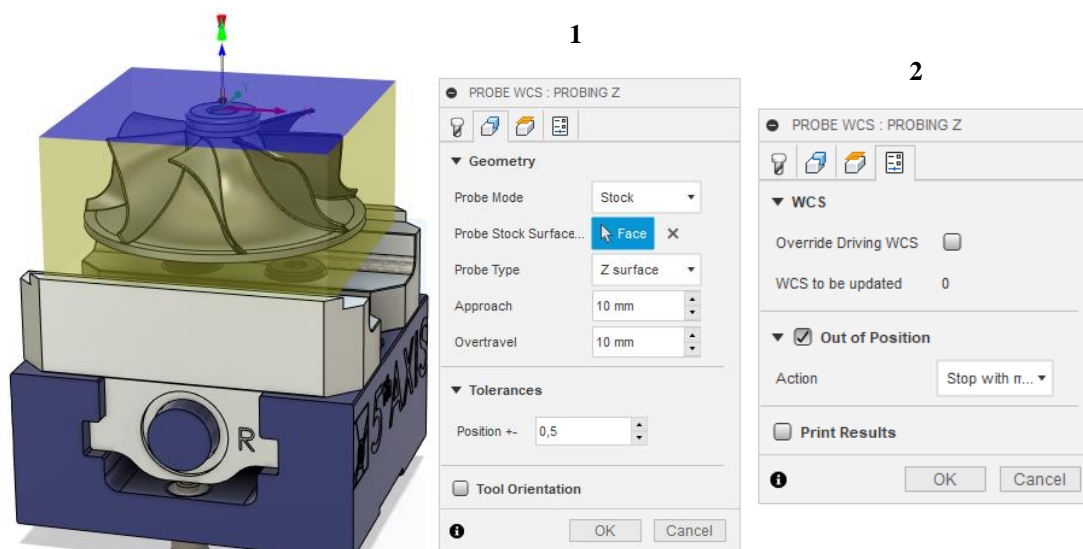 1
2
PROBE WCS : PROBING Z
Geometry
Probe Mode Stock
Probe Stock Surface... Face
Probe Type Z surface
Approach 10 mm
Overtravel 10 mm
Tolerances
Position +- 0,5
Tool Orientation
OK Cancel
PROBE WCS : PROBING Z
WCS
Override Driving WCS
WCS to be updated 0
Out of Position
Action Stop with m...
Print Results
OK Cancel
Y
X
5th AXIS
R